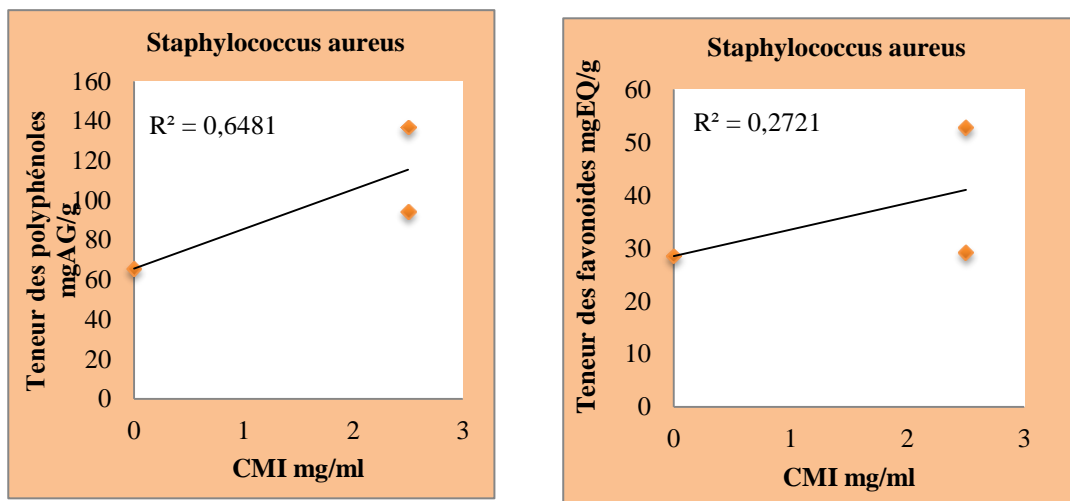 Staphylococcus aureus
Teneur des polyphénoles
mgAG/g
160
140
120
100
80
60
40
20
0
R² = 0,6481
0
1
2
3
CMI mg/ml
Staphylococcus aureus
Teneur des favonoides mgEQ/g
60
50
40
30
20
10
0
R² = 0,2721
0
1
2
3
CMI mg/ml